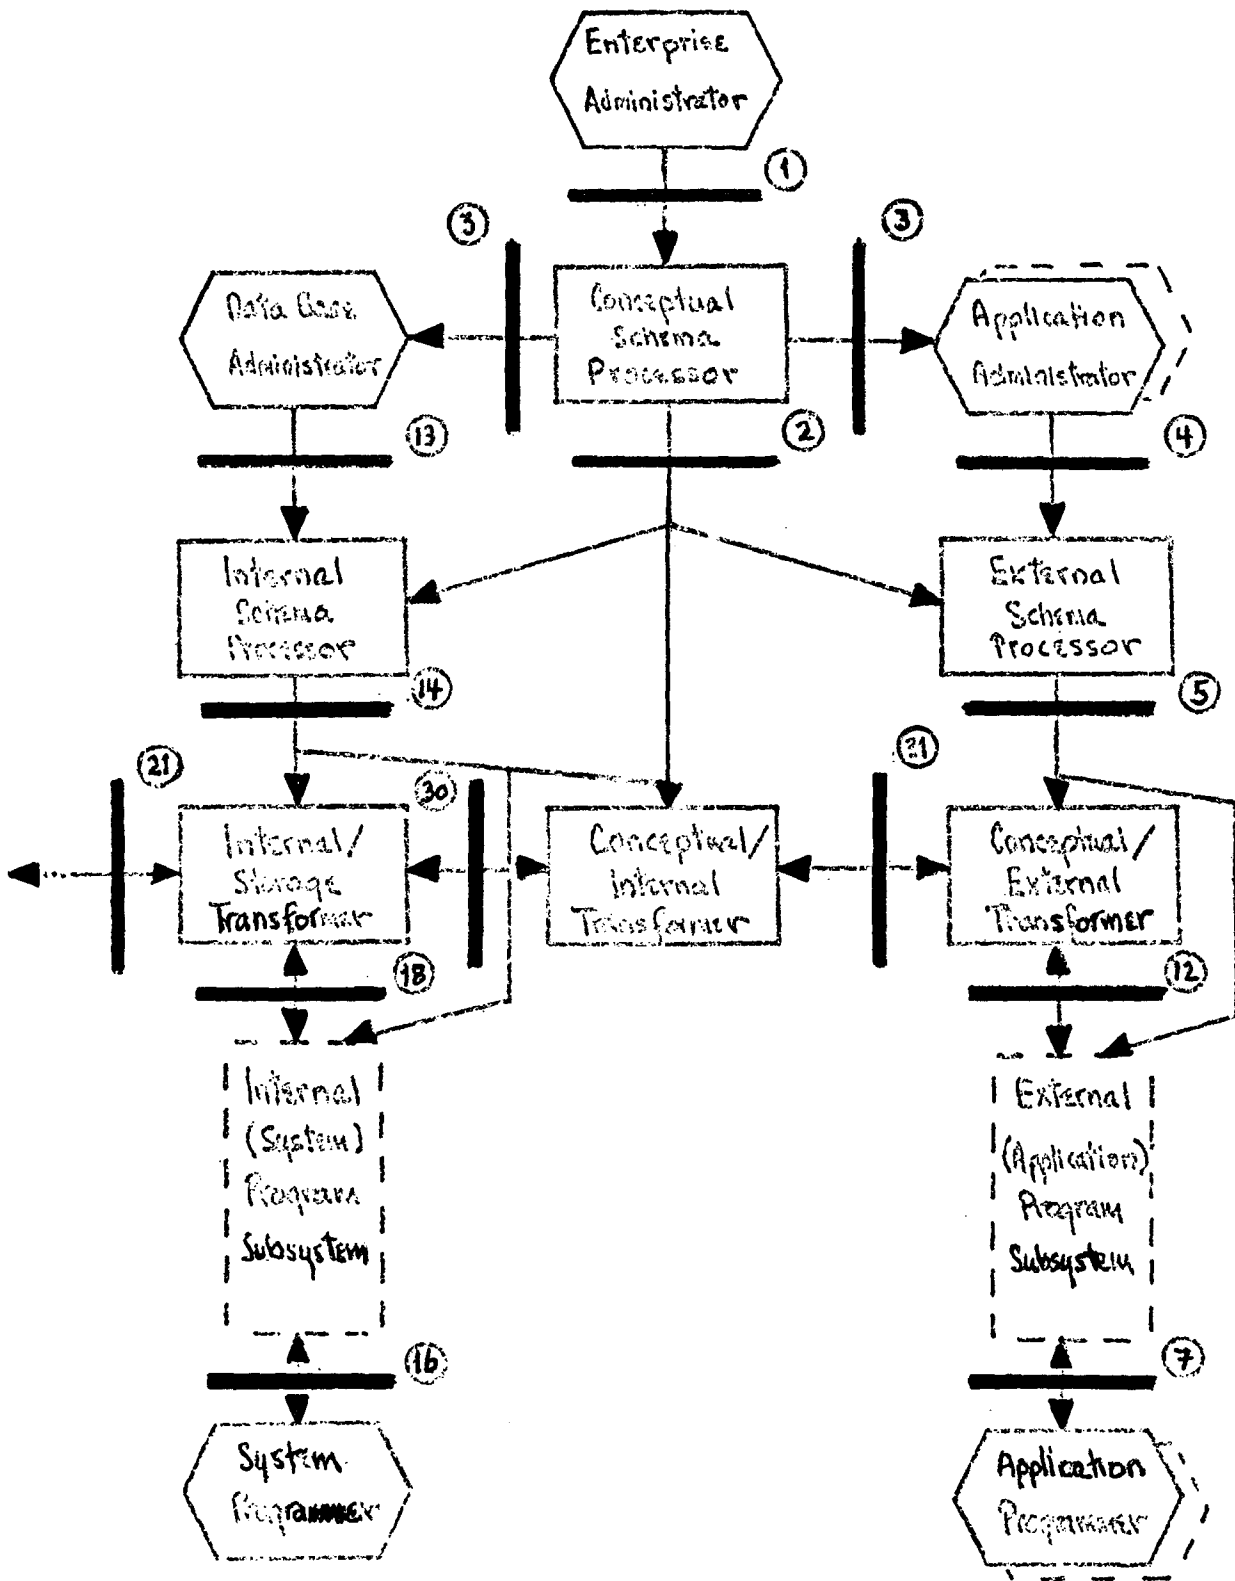 Enterprise
Administrator
1
3
3
Data Base
Administrator
Conceptual
Schema
Processor
Application
Administrator
13
2
4
Internal
Schema
Processor
External
Schema
Processor
14
5
21
30
31
Internal/
Storage
Transformer
Conceptual/
Internal
Transformer
Conceptual/
External
Transformer
18
12
Internal
(System)
Program
Subsystem
External
(Application)
Program
Subsystem
16
7
System
Programmer
Application
Programmer